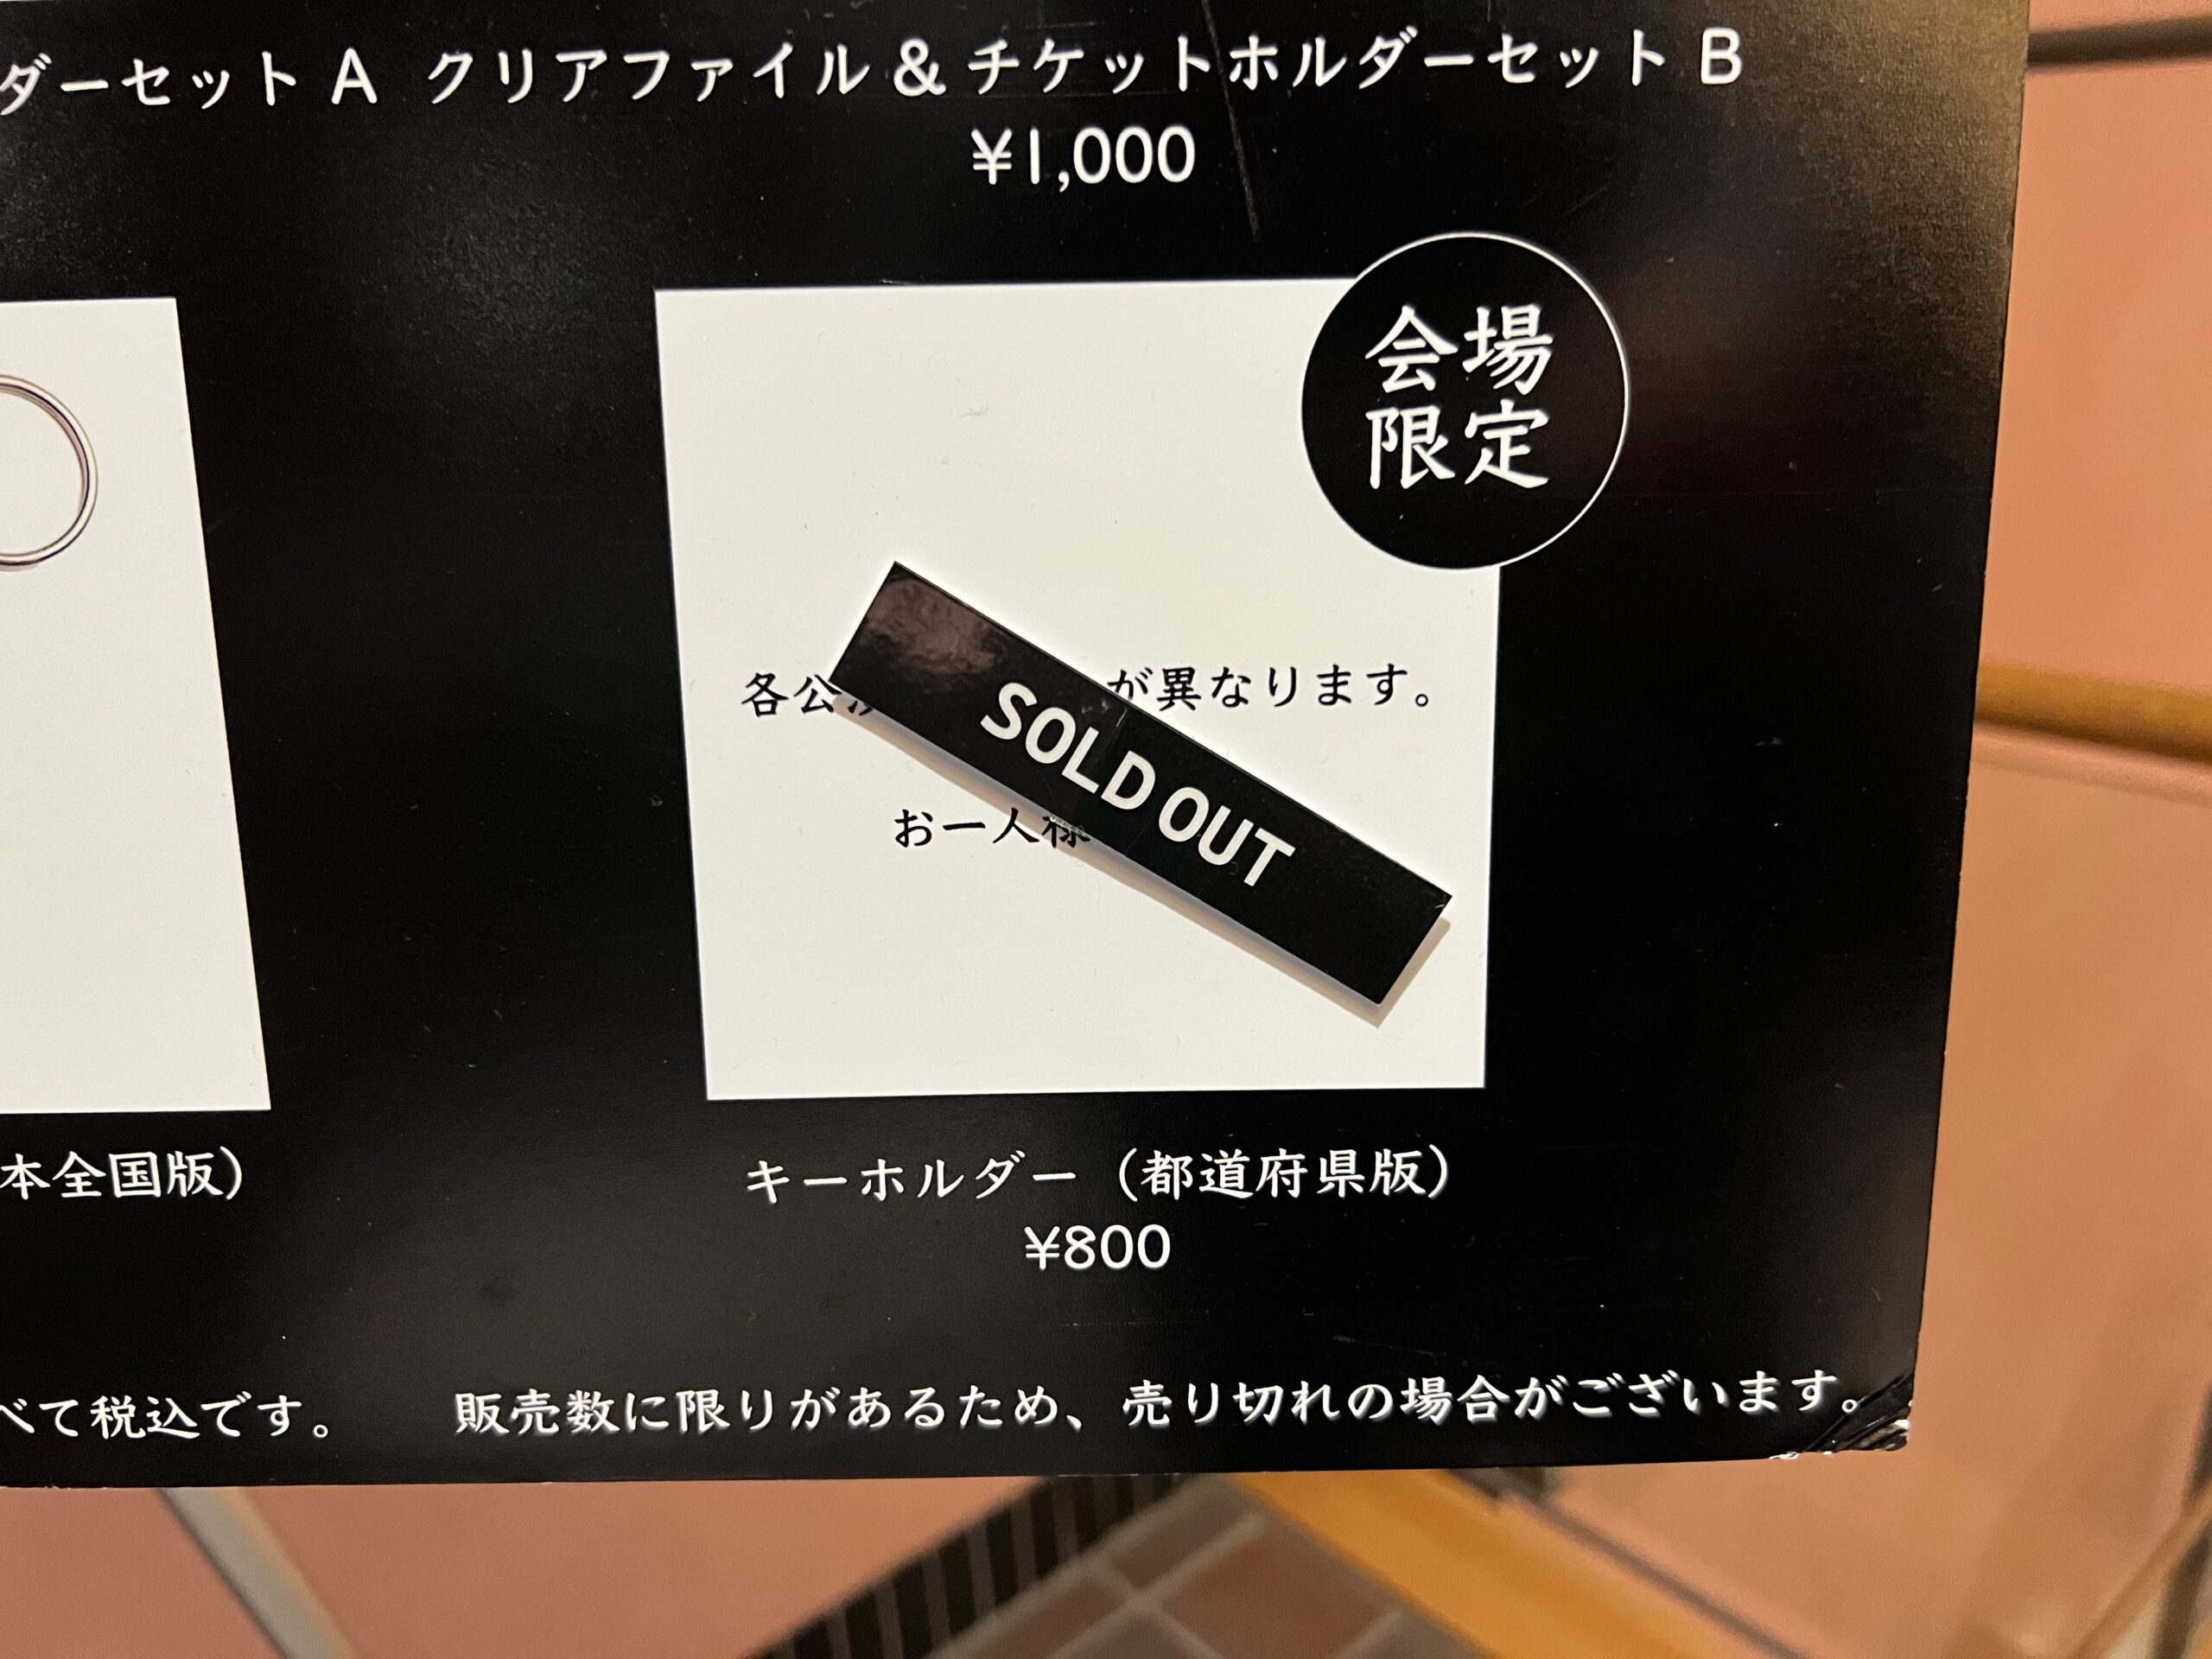 ダーセット A
クリアファイル & チケットホルダーセット B
¥1,000
会場
限定
各公 が異なります。
SOLD OUT
お一人様
本全国版）
キーホルダー（都道府県版）
¥800
べて税込です。 販売数に限りがあるため、売り切れの場合がございます。